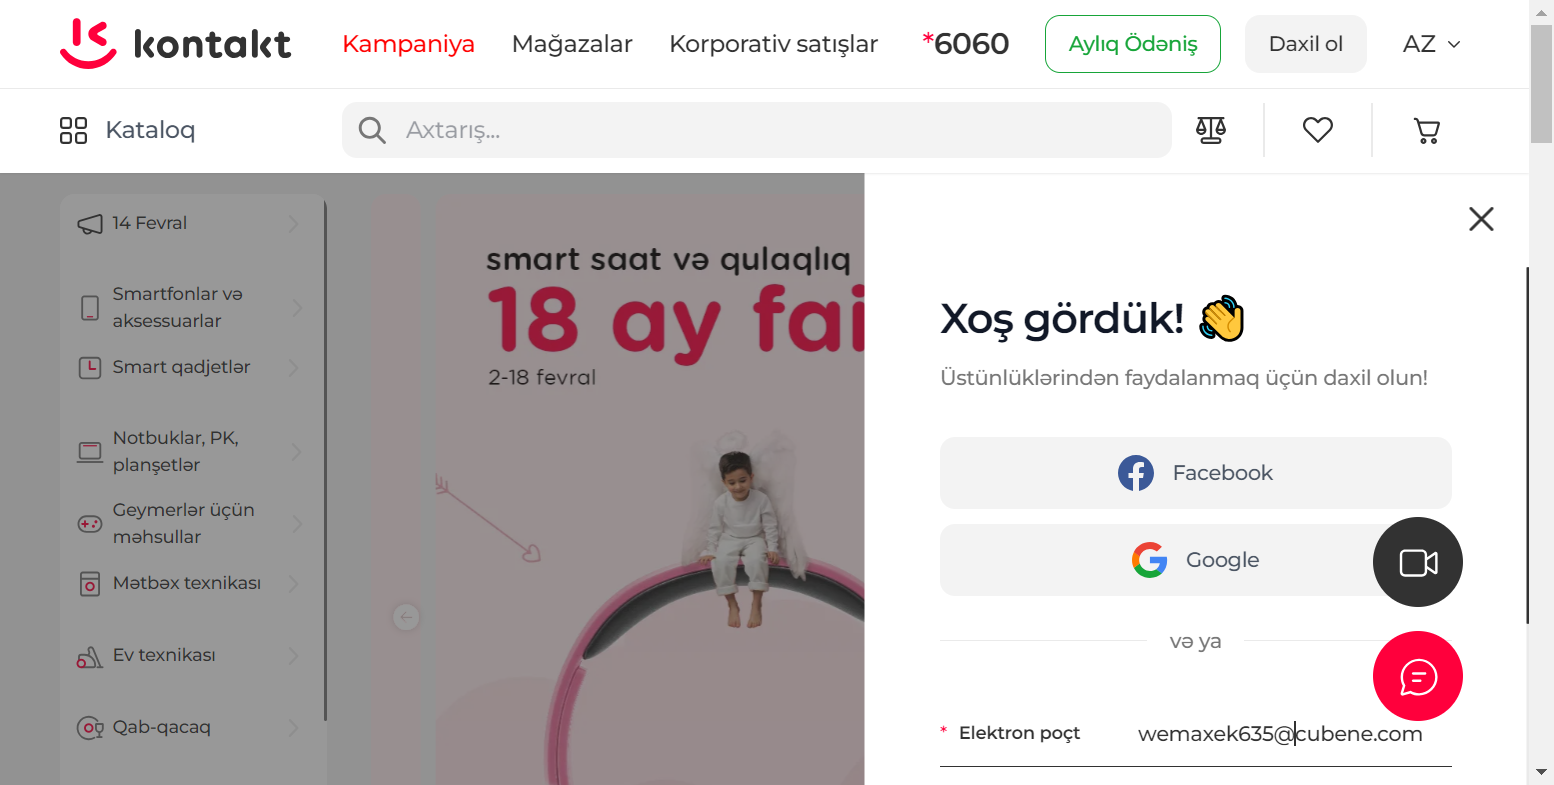 kontakt
Kampaniya
Mağazalar
Korporativ satışlar
*6060
Aylıq Ödəniş
Daxil ol
AZ
Kataloq
Axtarış...
14 Fevral
Smartfonlar və
aksessuarlar
Smart qadjetlər
Notbuklar, PK,
planşetlər
Geymerlər üçün
məhsullar
Mətbəx texnikası
Ev texnikası
Qab-qacaq
smart saat və qulaqlıq
18 ay fai
2-18 fevral
Xoş gördük!
Üstünlüklərindən faydalanmaq üçün daxil olun!
Facebook
Google
və ya
* Elektron poçt
wemaxek635@cubene.com